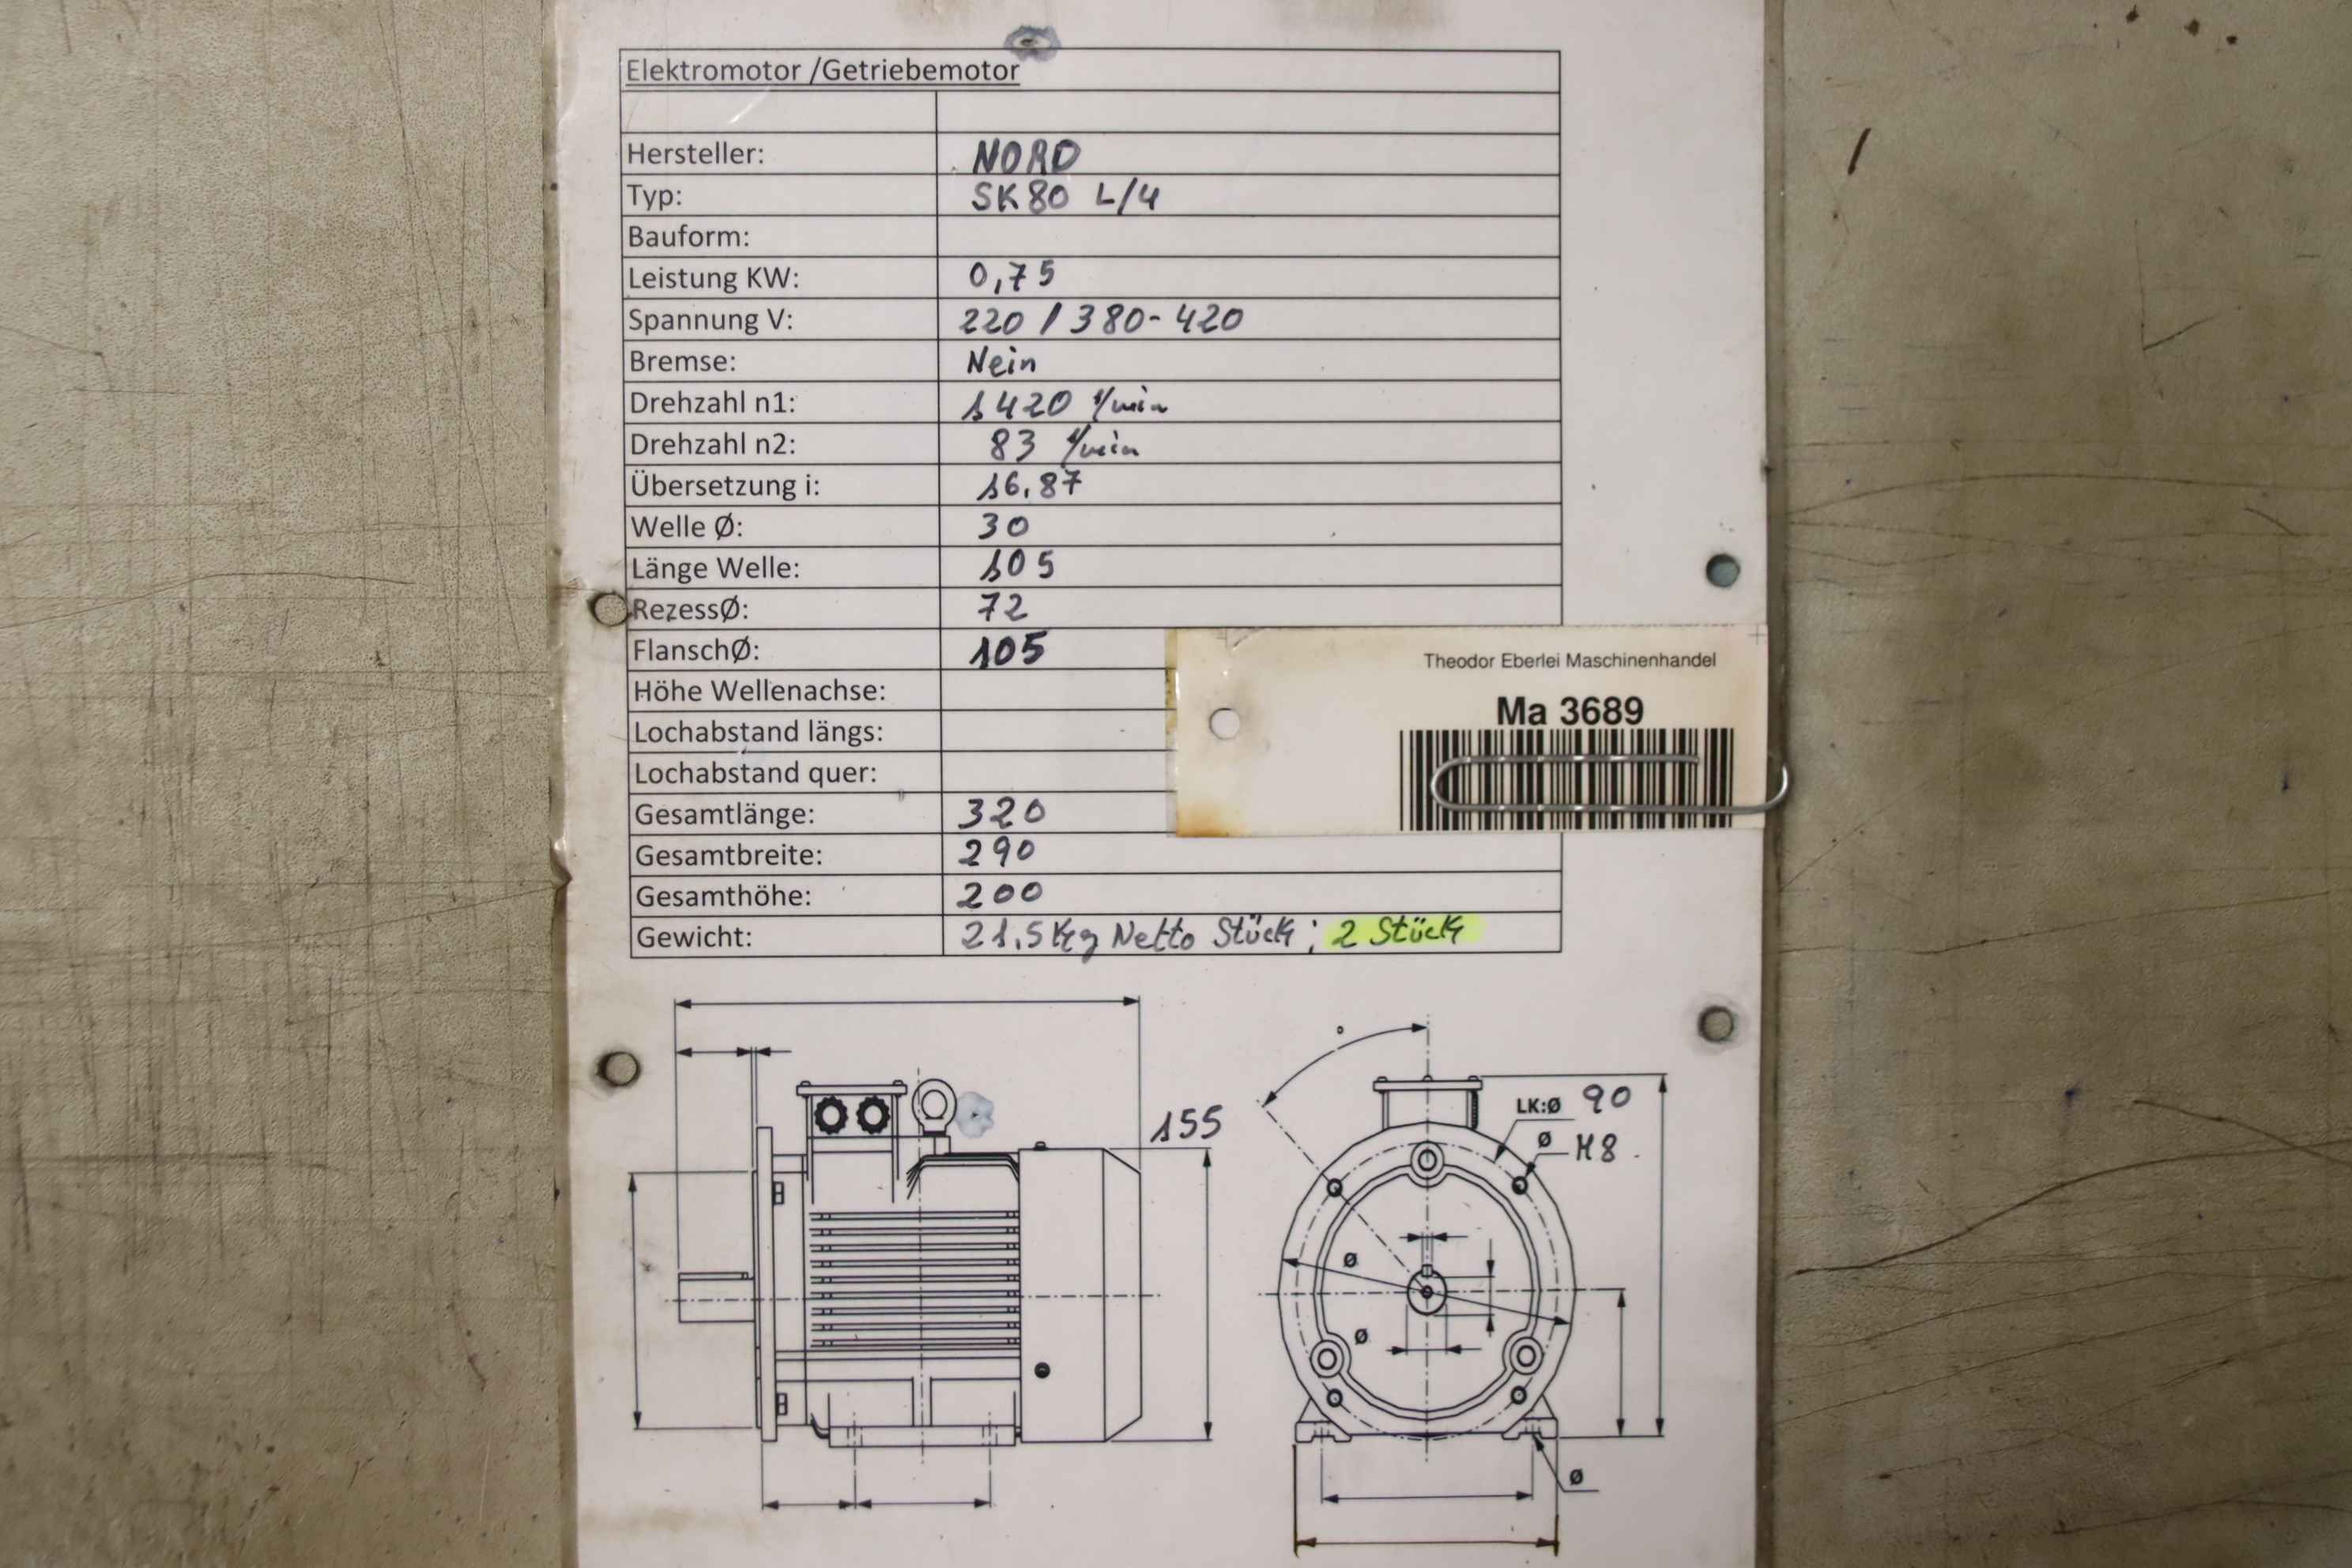 Elektromotor /Getriebemotor
Hersteller: NORD
Typ: SK80 L/4
Bauform:
Leistung KW: 0,75
Spannung V: 220 / 380-420
Bremse: Nein
Drehzahl n1: 1420 1/min
Drehzahl n2: 83 1/min
Übersetzung i: 16,87
Welle Ø: 30
Länge Welle: 105
RezessØ: 72
FlanschØ: 105
Höhe Wellenachse:
Lochabstand längs:
Lochabstand quer:
Gesamtlänge: 320
Gesamtbreite: 290
Gesamthöhe: 200
Gewicht: 21,5 Kg Netto Stück; 2 Stück
Theodor Eberlei Maschinenhandel
Ma 3689
°
155
LK:Ø 90
Ø M8
Ø
Ø
Ø